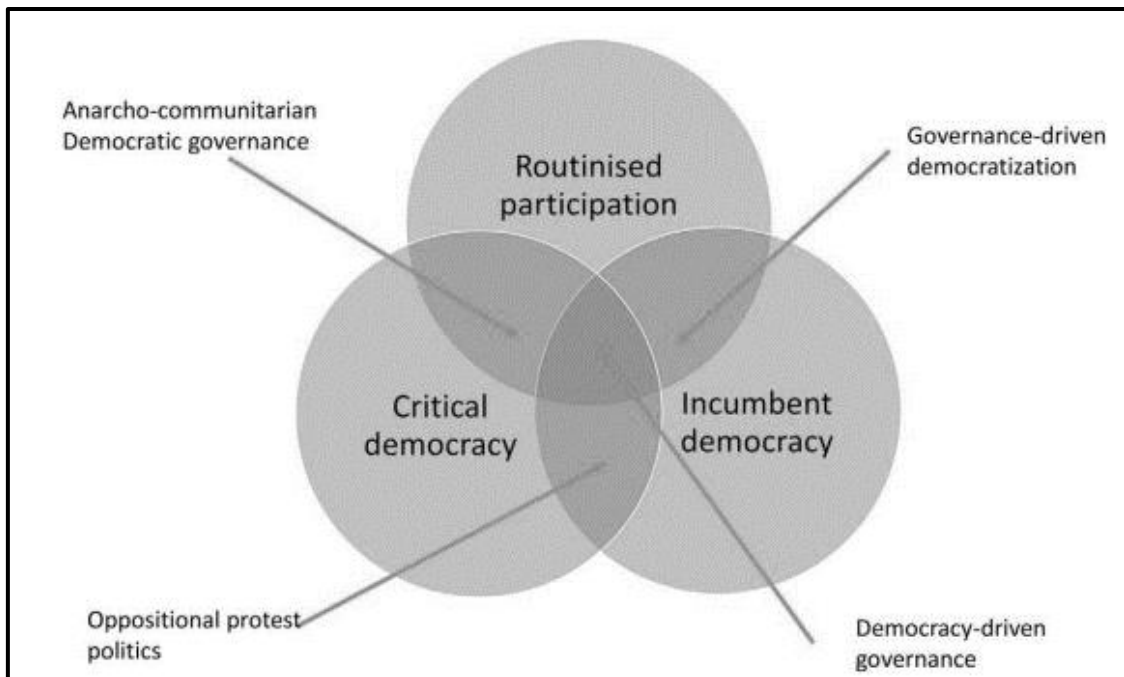 Anarcho-communitarian
Democratic governance
Governance-driven
democratization
Routinised
participation
Critical
democracy
Incumbent
democracy
Oppositional protest
politics
Democracy-driven
governance